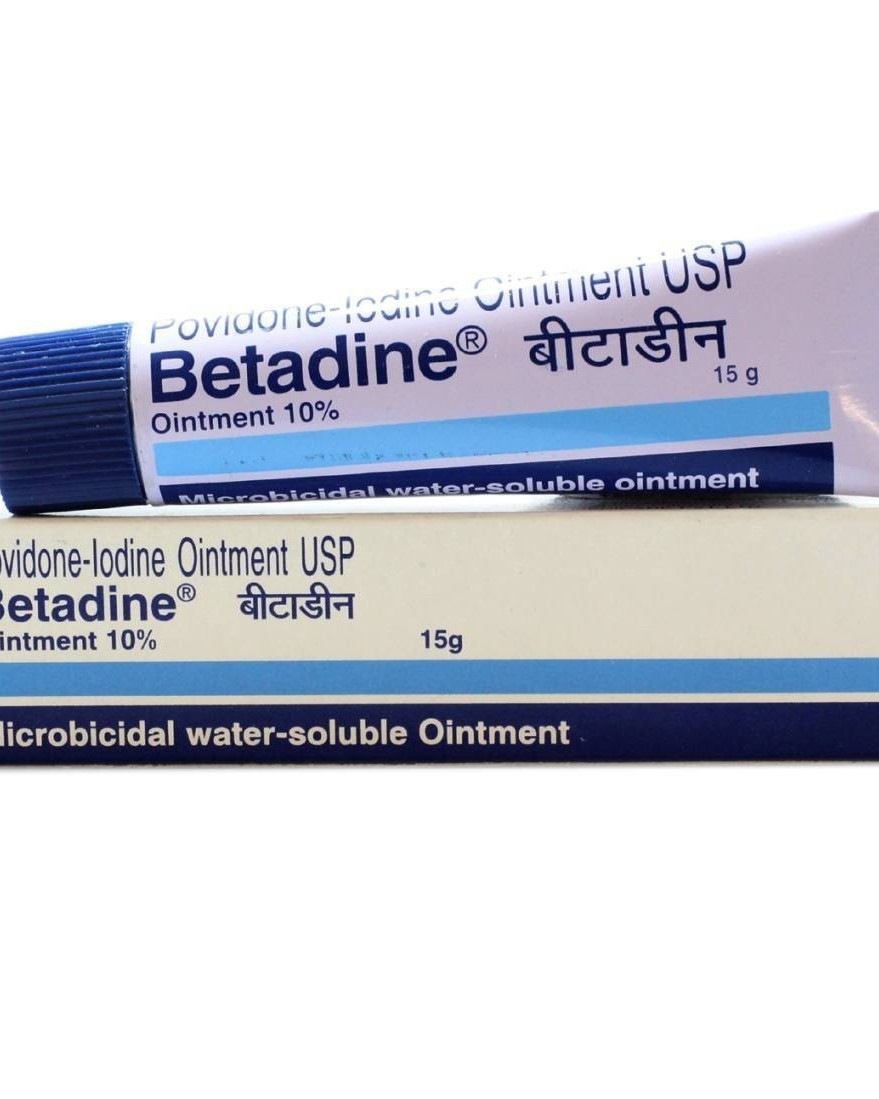 Povidone-Iodine Ointment USP
Betadine® बीटाडीन
15 g
Ointment 10%
Microbicidal water-soluble ointment
ovidone-Iodine Ointment USP
Betadine® बीटाडीन
intment 10% 15g
Microbicidal water-soluble Ointment